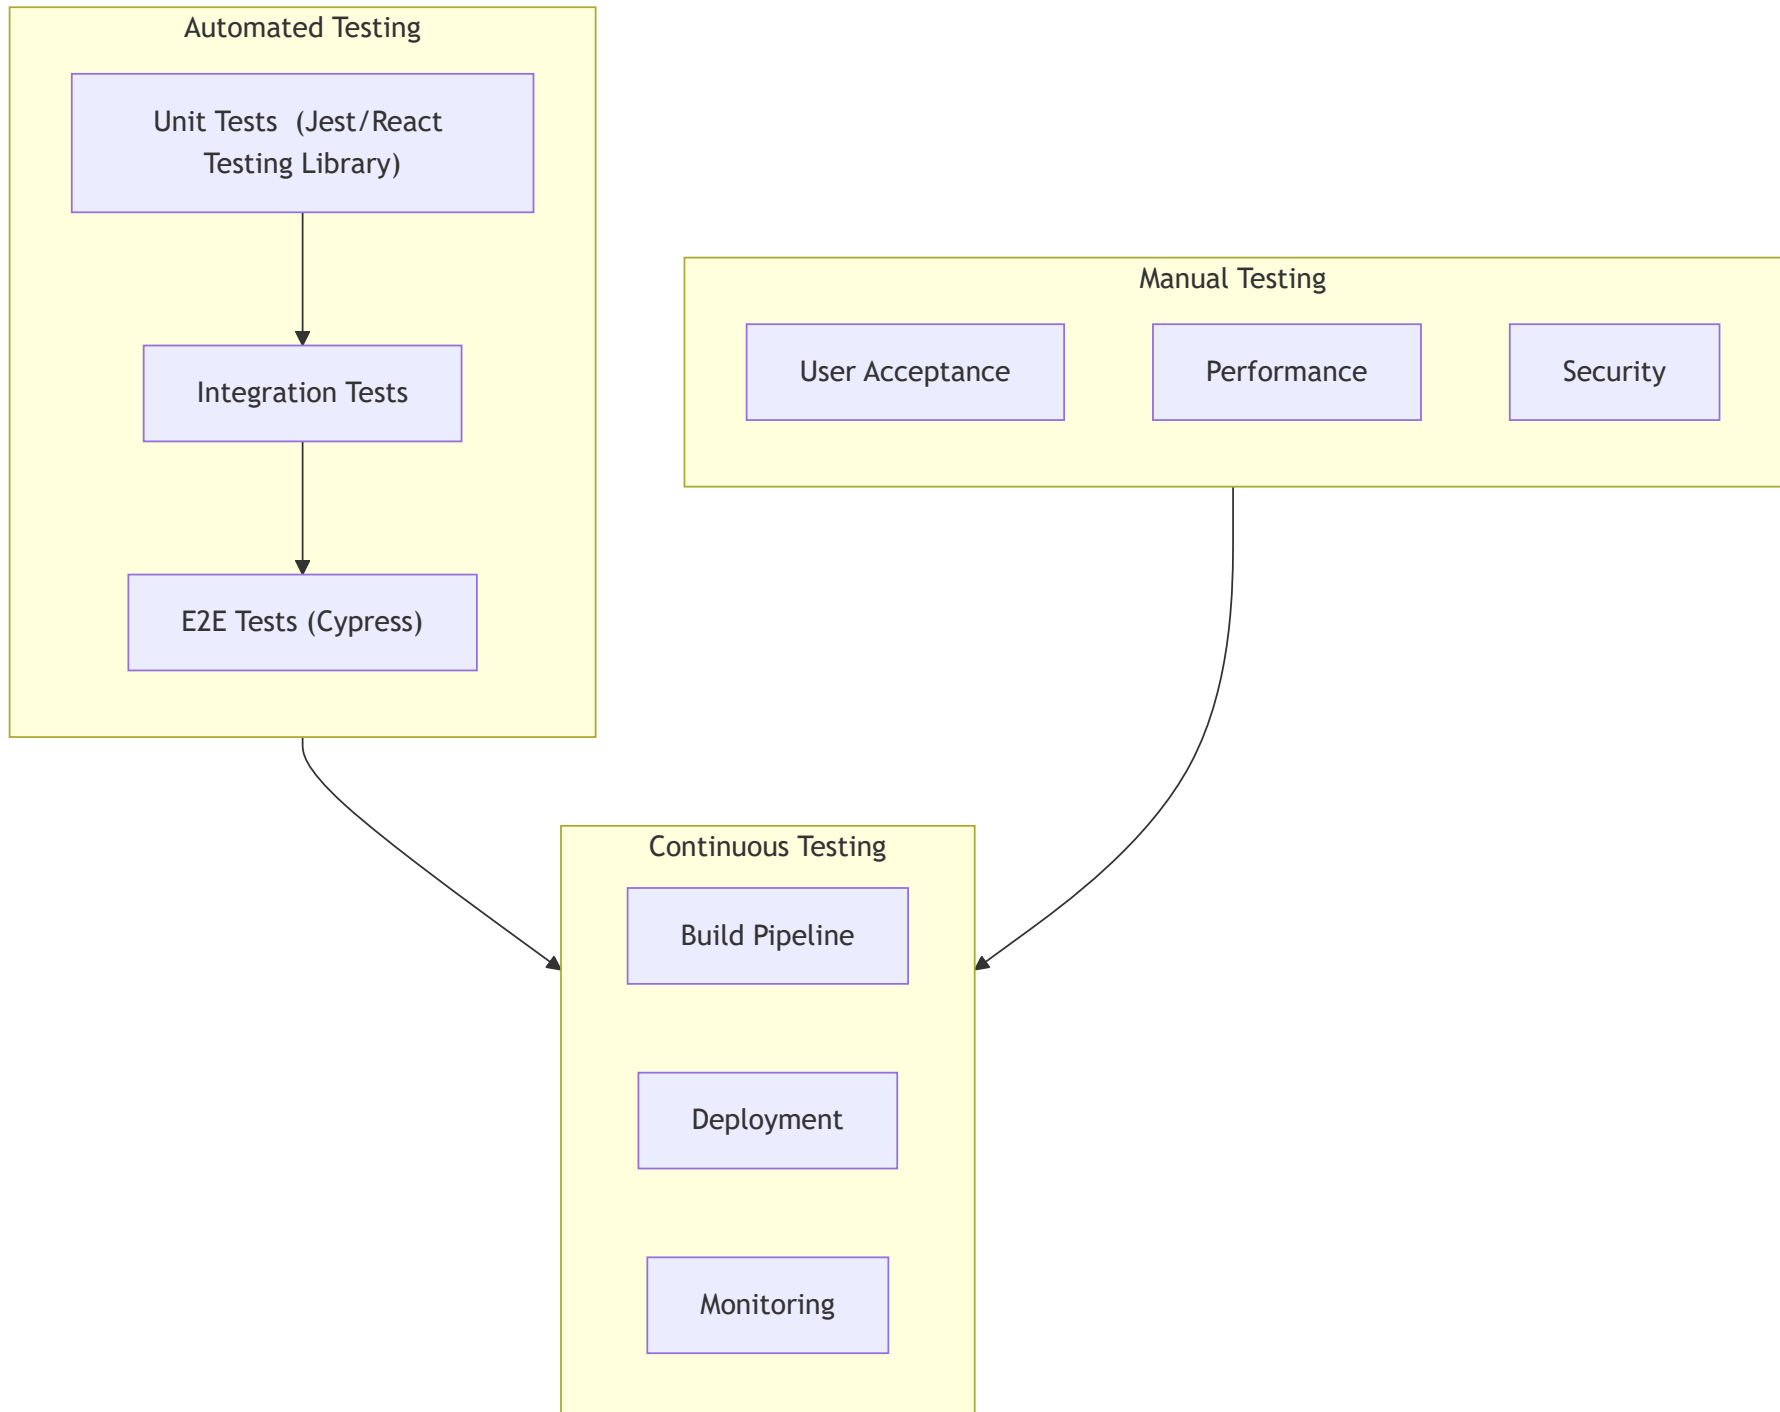 Automated Testing
Unit Tests  (Jest/React
Testing Library)
Integration Tests
E2E Tests (Cypress)
Manual Testing
User Acceptance
Performance
Security
Continuous Testing
Build Pipeline
Deployment
Monitoring